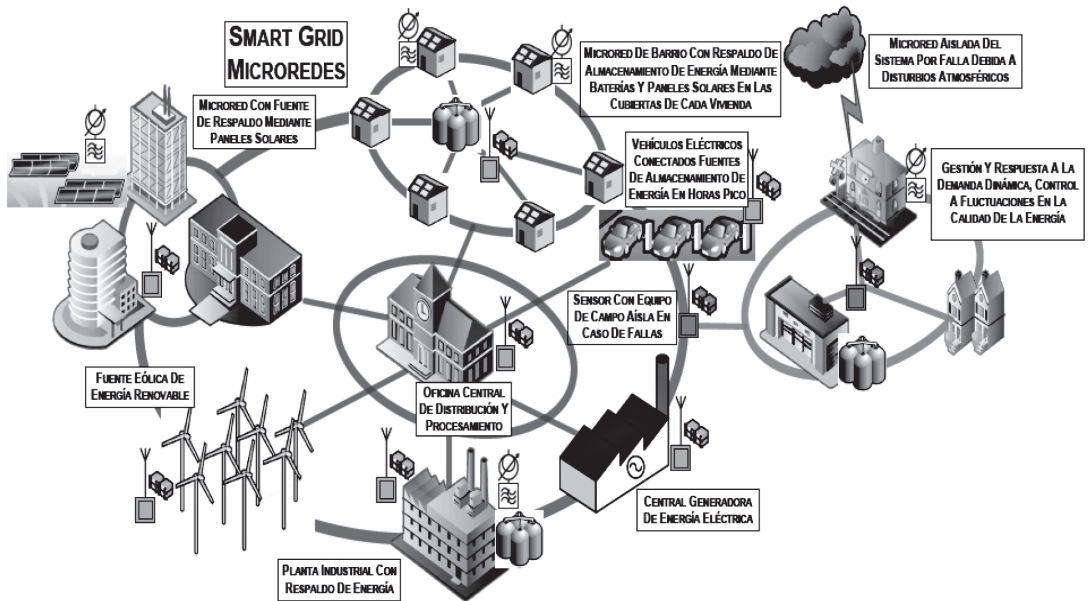 SMART GRID
MICROREDES
MICRORED CON FUENTE
DE RESPALDO MEDIANTE
PANELES SOLARES
MICRORED DE BARRIO CON RESPALDO DE
ALMACENAMIENTO DE ENERGÍA MEDIANTE
BATERÍAS Y PANELES SOLARES EN LAS
CUBIERTAS DE CADA VIVIENDA
MICRORED AISLADA DEL
SISTEMA POR FALLA DEBIDA A
DISTURBIOS ATMOSFÉRICOS
VEHÍCULOS ELÉCTRICOS
CONECTADOS FUENTES
DE ALMACENAMIENTO DE
ENERGÍA EN HORAS PICO
GESTIÓN Y RESPUESTA A LA
DEMANDA DINÁMICA, CONTROL
A FLUCTUACIONES EN LA
CALIDAD DE LA ENERGÍA
SENSOR CON EQUIPO
DE CAMPO AÍSLA EN
CASO DE FALLAS
FUENTE EÓLICA DE
ENERGÍA RENOVABLE
OFICINA CENTRAL
DE DISTRIBUCIÓN Y
PROCESAMIENTO
CENTRAL GENERADORA
DE ENERGÍA ELÉCTRICA
PLANTA INDUSTRIAL CON
RESPALDO DE ENERGÍA